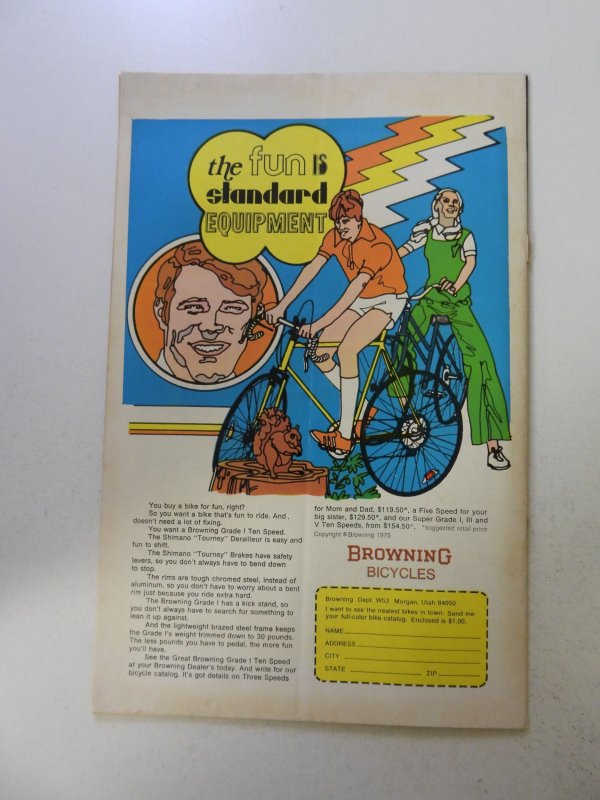 the fun IS
standard
EQUIPMENT
You buy a bike for fun, right?
So you want a bike that's fun to ride. And .
doesn't need a lot of fixing.
You want a Browning Grade I Ten Speed.
The Shimano "Tourney" Derailleur is easy and
fun to shift.
The Shimano "Tourney" Brakes have safety
levers, so you don't always have to bend down
to stop.
The rims are tough chromed steel, instead of
aluminum, so you don't have to worry about a bent
rim just because you ride extra hard.
The Browning Grade I has a kick stand, so
you don't always have to search for something to
lean it up against.
And the lightweight brazed steel frame keeps
the Grade I's weight trimmed down to 30 pounds.
The less pounds you have to pedal, the more fun
you'll have.
See the Great Browning Grade I Ten Speed
at your Browning Dealer's today. And write for our
bicycle catalog. It's got details on Three Speeds
for Mom and Dad, $119.50*, a Five Speed for your
big sister, $129.50*, and our Super Grade I, III and
V Ten Speeds, from $154.50*. *suggested retail price
Copyright ©Browning 1975
BROWNING
BICYCLES
Browning Dept. W53 Morgan, Utah 84050
I want to see the neatest bikes in town. Send me
your full-color bike catalog. Enclosed is $1.00.
NAME
ADDRESS
CITY
STATE ZIP